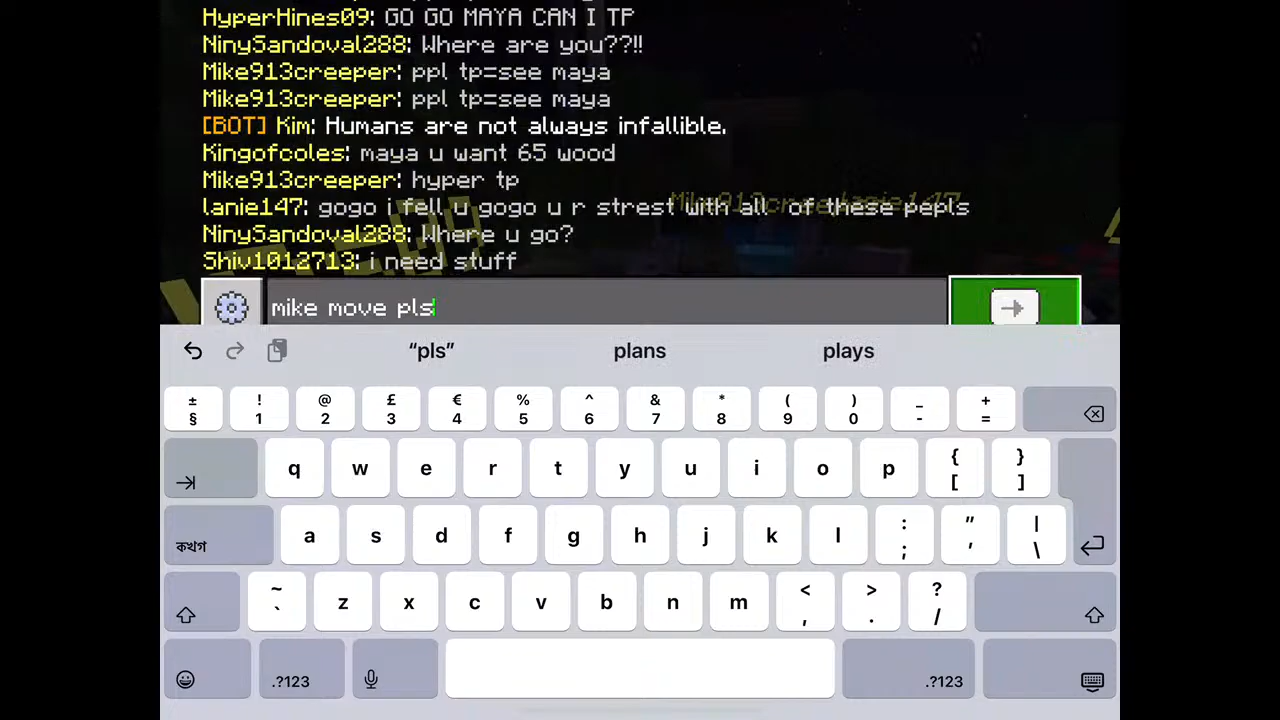 HyperHines09: GO GO MAYA CAN I TP
NinySandoval288: Where are you??!!
Mike913creeper: ppl tp=see maya
Mike913creeper: ppl tp=see maya
[BOT] Kim: Humans are not always infallible.
Kingofcoles: maya u want 65 wood
Mike913creeper: hyper tp
lanie147: gogo i fell u gogo u r strest with all of these pepls
NinySandoval288: Where u go?
Shiv1012713: i need stuff
mike move pls
“pls” plans plays
± ! @ £ € % ^ & * ( ) _ +
§ 1 2 3 4 5 6 7 8 9 0 - =
q w e r t y u i o p { [ } ]
কখগ a s d f g h j k l : ; " ' | \
~ ` z x c v b n m < , > . ? /
.?123 .?123